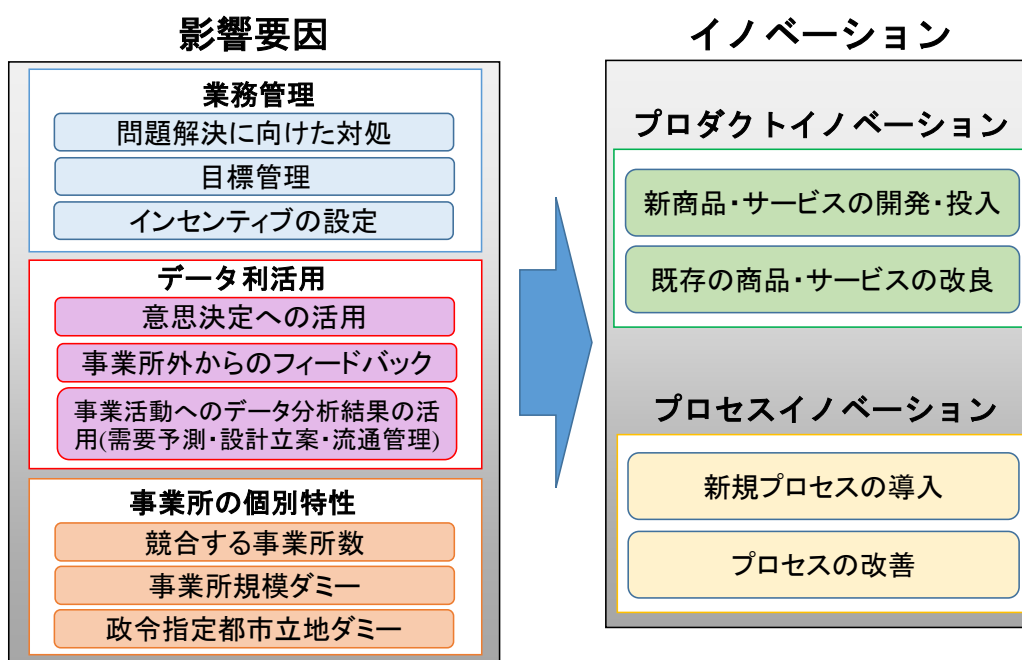 影響要因
業務管理
問題解決に向けた対処
目標管理
インセンティブの設定
データ利活用
意思決定への活用
事業所外からのフィードバック
事業活動へのデータ分析結果の活
用(需要予測・設計立案・流通管理)
事業所の個別特性
競合する事業所数
事業所規模ダミー
政令指定都市立地ダミー
イノベーション
プロダクトイノベーション
新商品・サービスの開発・投入
既存の商品・サービスの改良
プロセスイノベーション
新規プロセスの導入
プロセスの改善